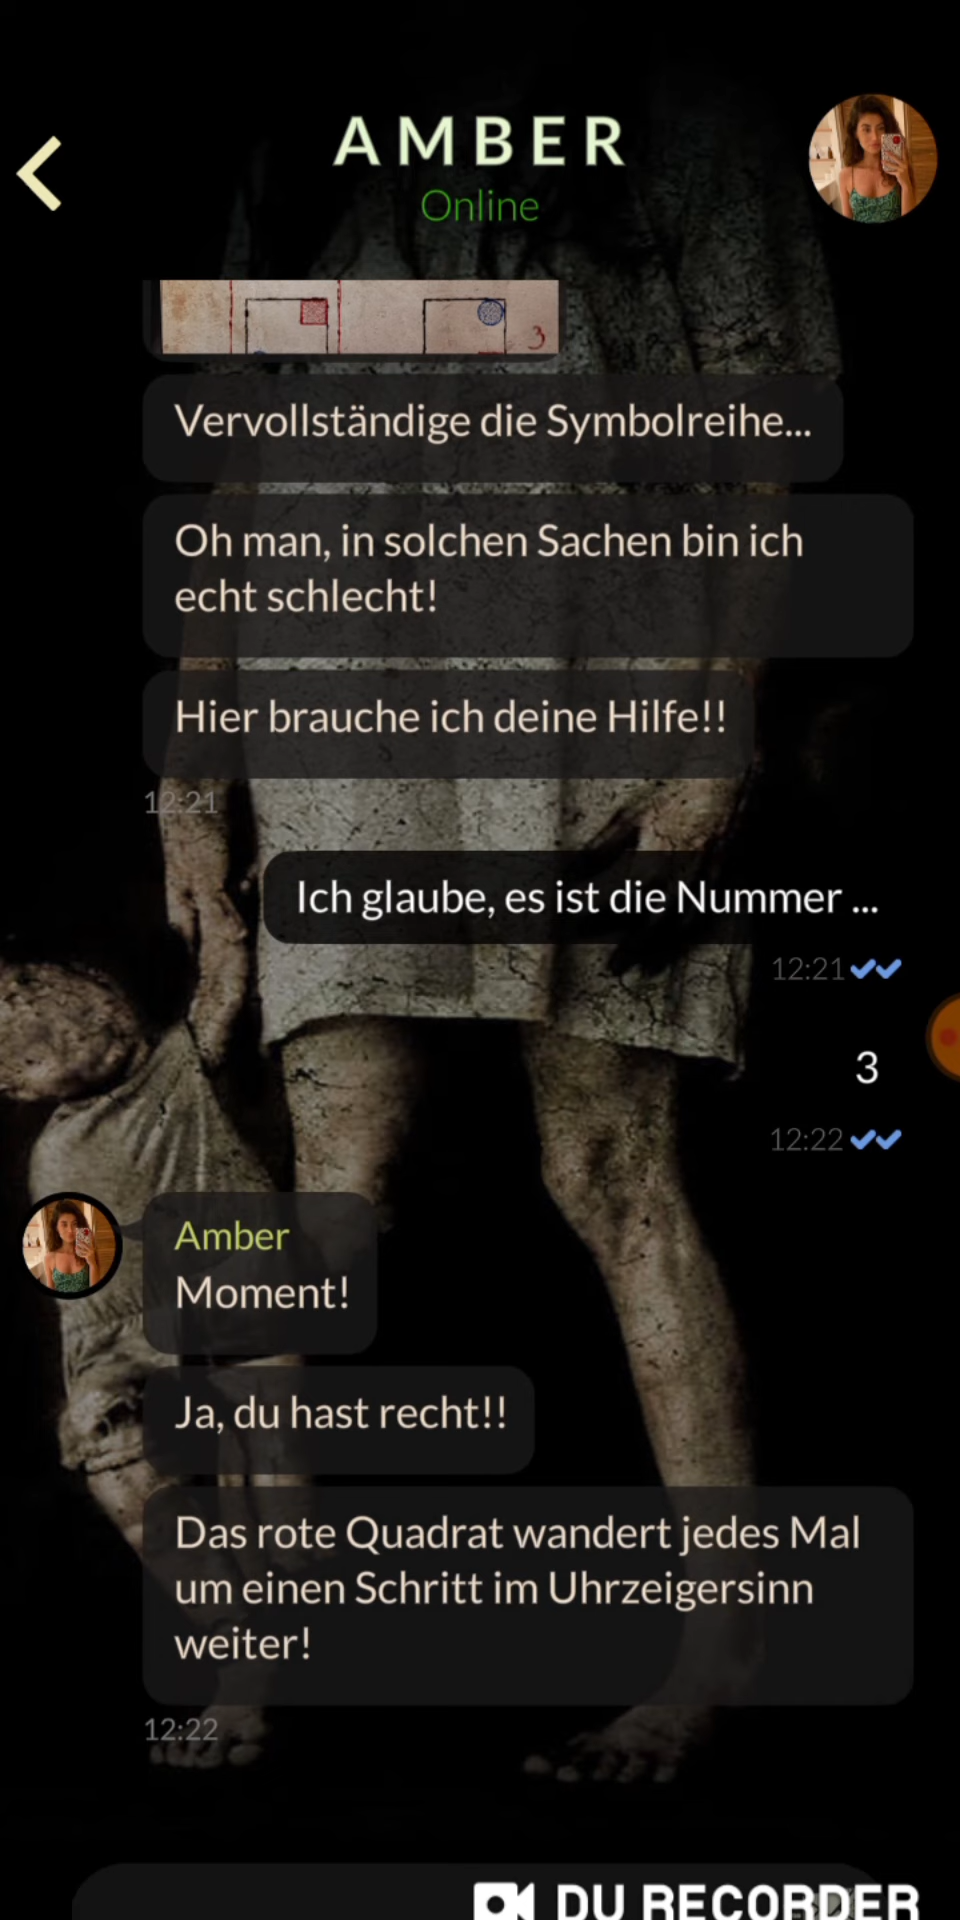 AMBER
Online
3
Vervollständige die Symbolreihe...
Oh man, in solchen Sachen bin ich
echt schlecht!
Hier brauche ich deine Hilfe!!
12:21
Ich glaube, es ist die Nummer ...
12:21
3
12:22
Amber
Moment!
Ja, du hast recht!!
Das rote Quadrat wandert jedes Mal
um einen Schritt im Uhrzeigersinn
weiter!
12:22
DU RECORDER